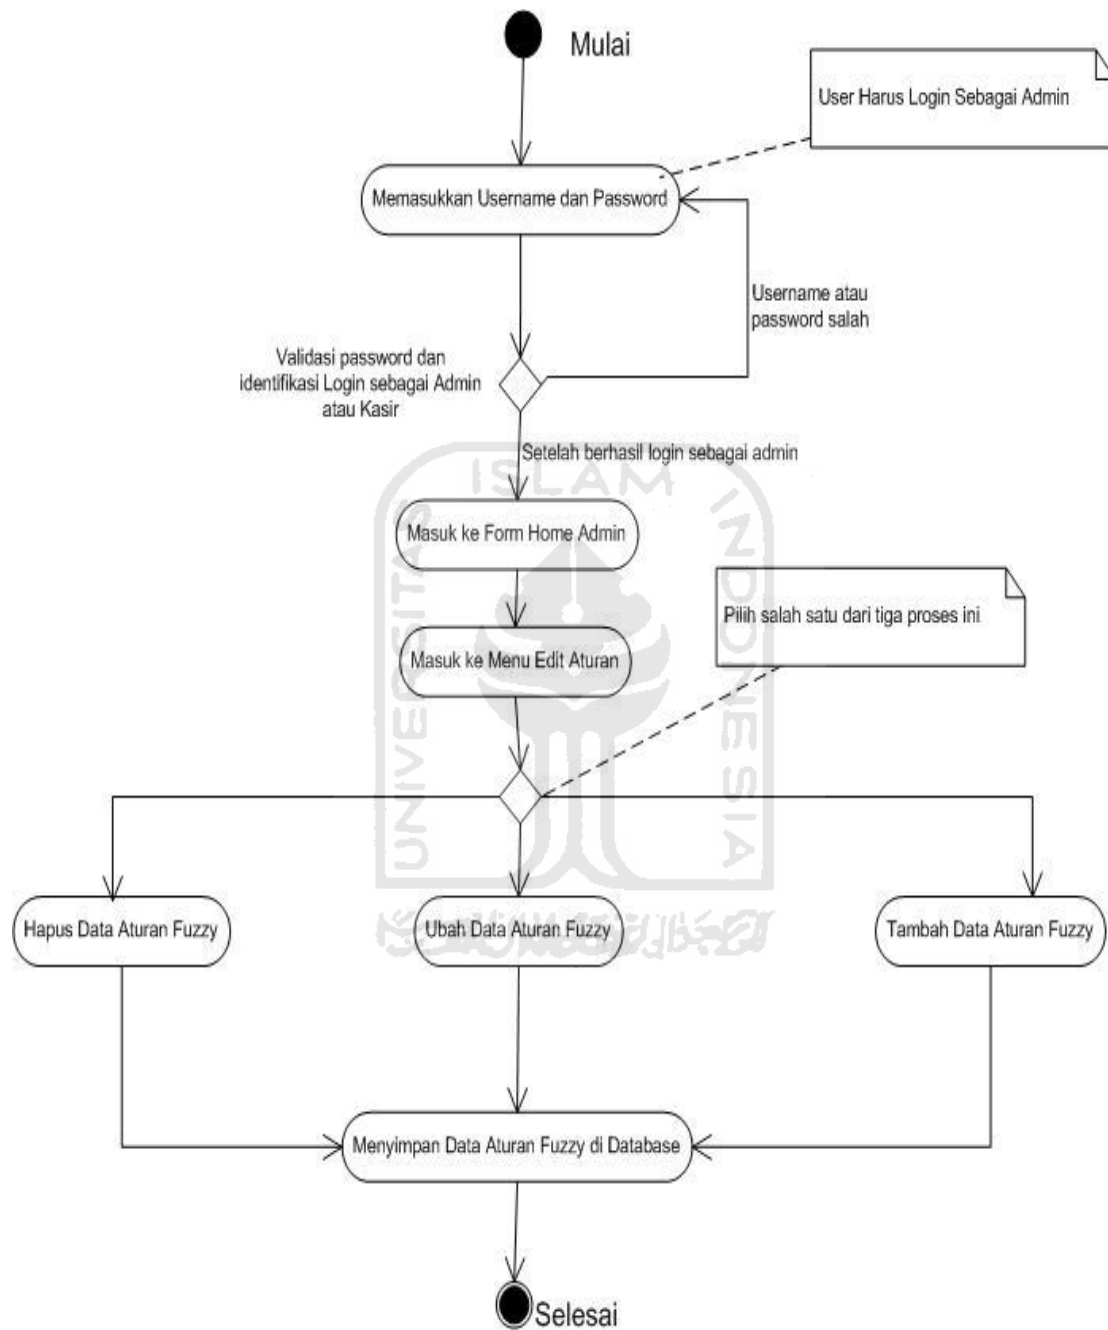 Mulai
User Harus Login Sebagai Admin
Memasukkan Username dan Password
Username atau
password salah
Validasi password dan
identifikasi Login sebagai Admin
atau Kasir
Setelah berhasil login sebagai admin
Masuk ke Form Home Admin
Pilih salah satu dari tiga proses ini
Masuk ke Menu Edit Aturan
Hapus Data Aturan Fuzzy
Ubah Data Aturan Fuzzy
Tambah Data Aturan Fuzzy
Menyimpan Data Aturan Fuzzy di Database
Selesai
UNIVERSITAS
ISLAM
INDONESIA